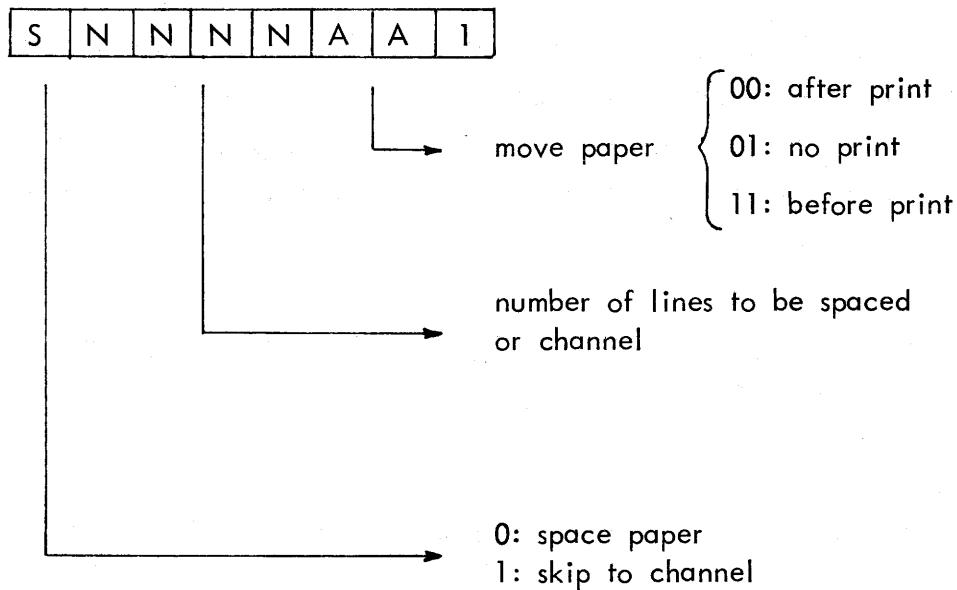 S N N N N A A 1
move paper
00: after print
01: no print
11: before print
number of lines to be spaced
or channel
0: space paper
1: skip to channel